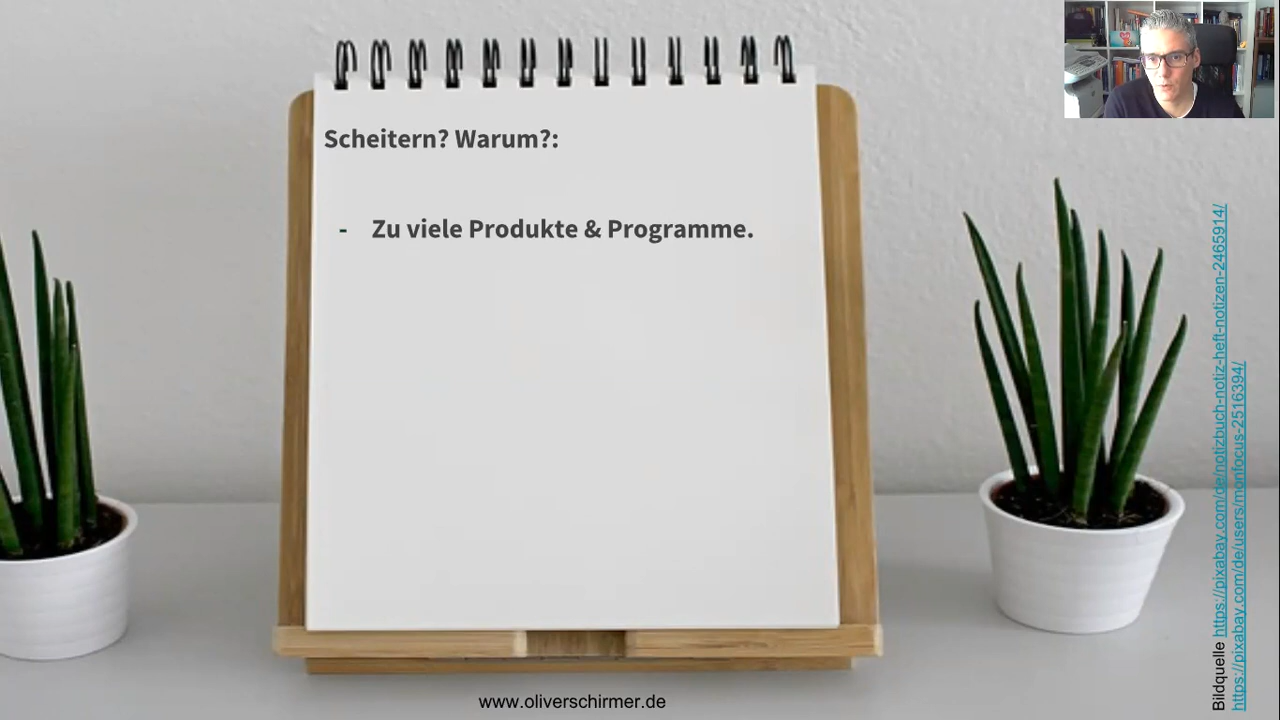 Scheitern? Warum?:
- Zu viele Produkte & Programme.
www.oliverschirmer.de
Bildquelle https://pixabay.com/de/notizbuch-notiz-heft-notizen-2465914/
https://pixabay.com/de/users/monfocus-2516394/